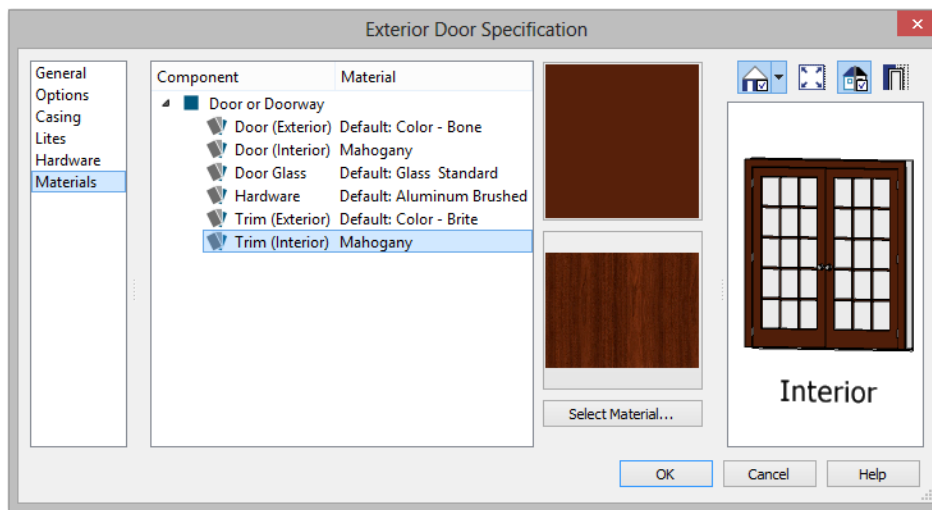 Exterior Door Specification
General
Options
Casing
Lites
Hardware
Materials
Component Material
Door or Doorway
Door (Exterior) Default: Color - Bone
Door (Interior) Mahogany
Door Glass Default: Glass Standard
Hardware Default: Aluminum Brushed
Trim (Exterior) Default: Color - Brite
Trim (Interior) Mahogany
Select Material...
Interior
OK Cancel Help